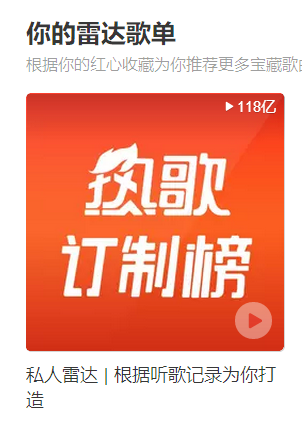 你的雷达歌单
根据你的红心收藏为你推荐更多宝藏歌
118亿
热歌
订制榜
私人雷达 | 根据听歌记录为你打
造